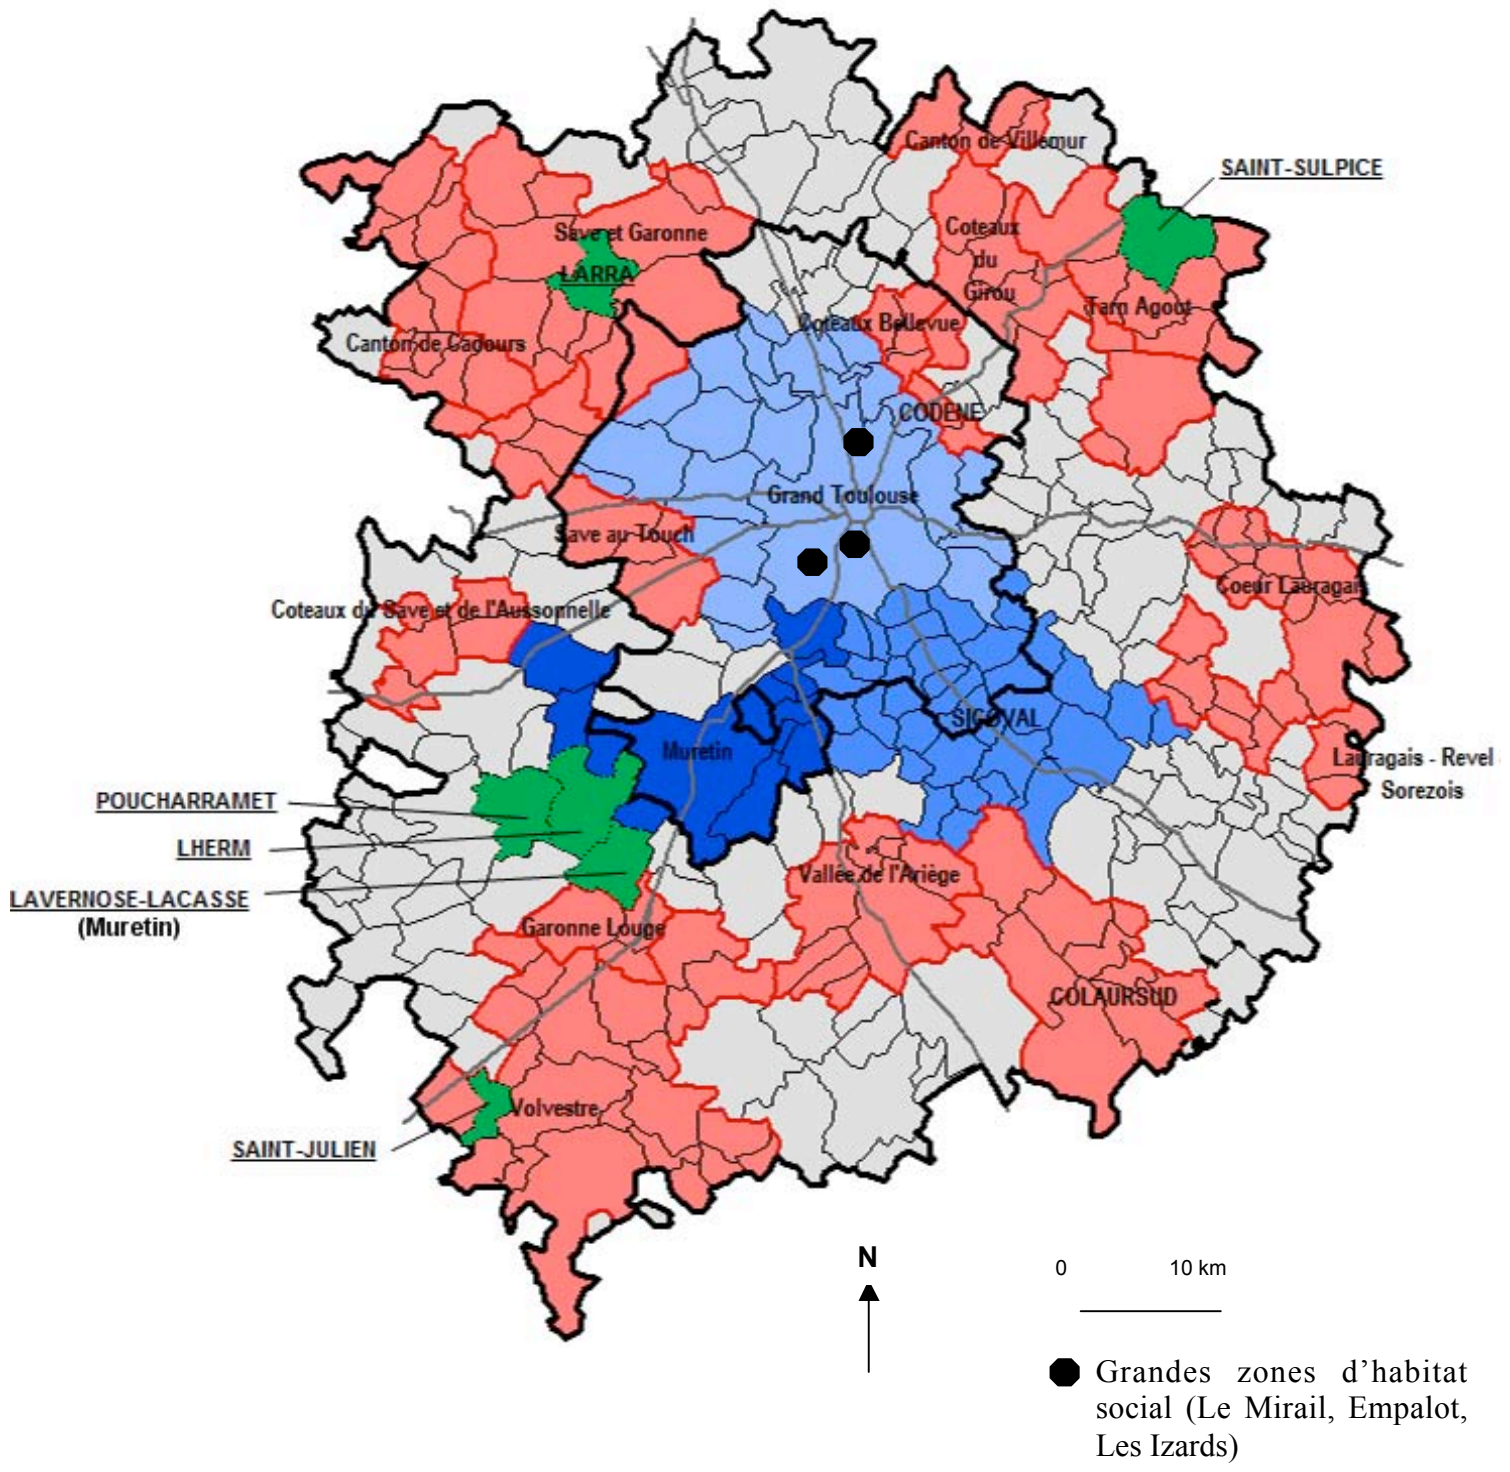 Canton de Villemur
SAINT-SULPICE
Save et Garonne
Coteaux
du
Girou
LARRA
Tarn Agout
Coteaux Bellevue
Canton de Cadours
CODENE
Grand Toulouse
Save au Touch
Coeur Lauragais
Coteaux du Save et de l'Aussonnelle
SICOVAL
Muretin
Lauragais - Revel
Sorezois
POUCHARRAMET
LHERM
LAVERNOSE-LACASSE
(Muretin)
Vallée de l'Ariège
Garonne Louge
COLAURSUD
Volvestre
SAINT-JULIEN
N
0 10 km
Grandes zones d'habitat
social (Le Mirail, Empalot,
Les Izards)